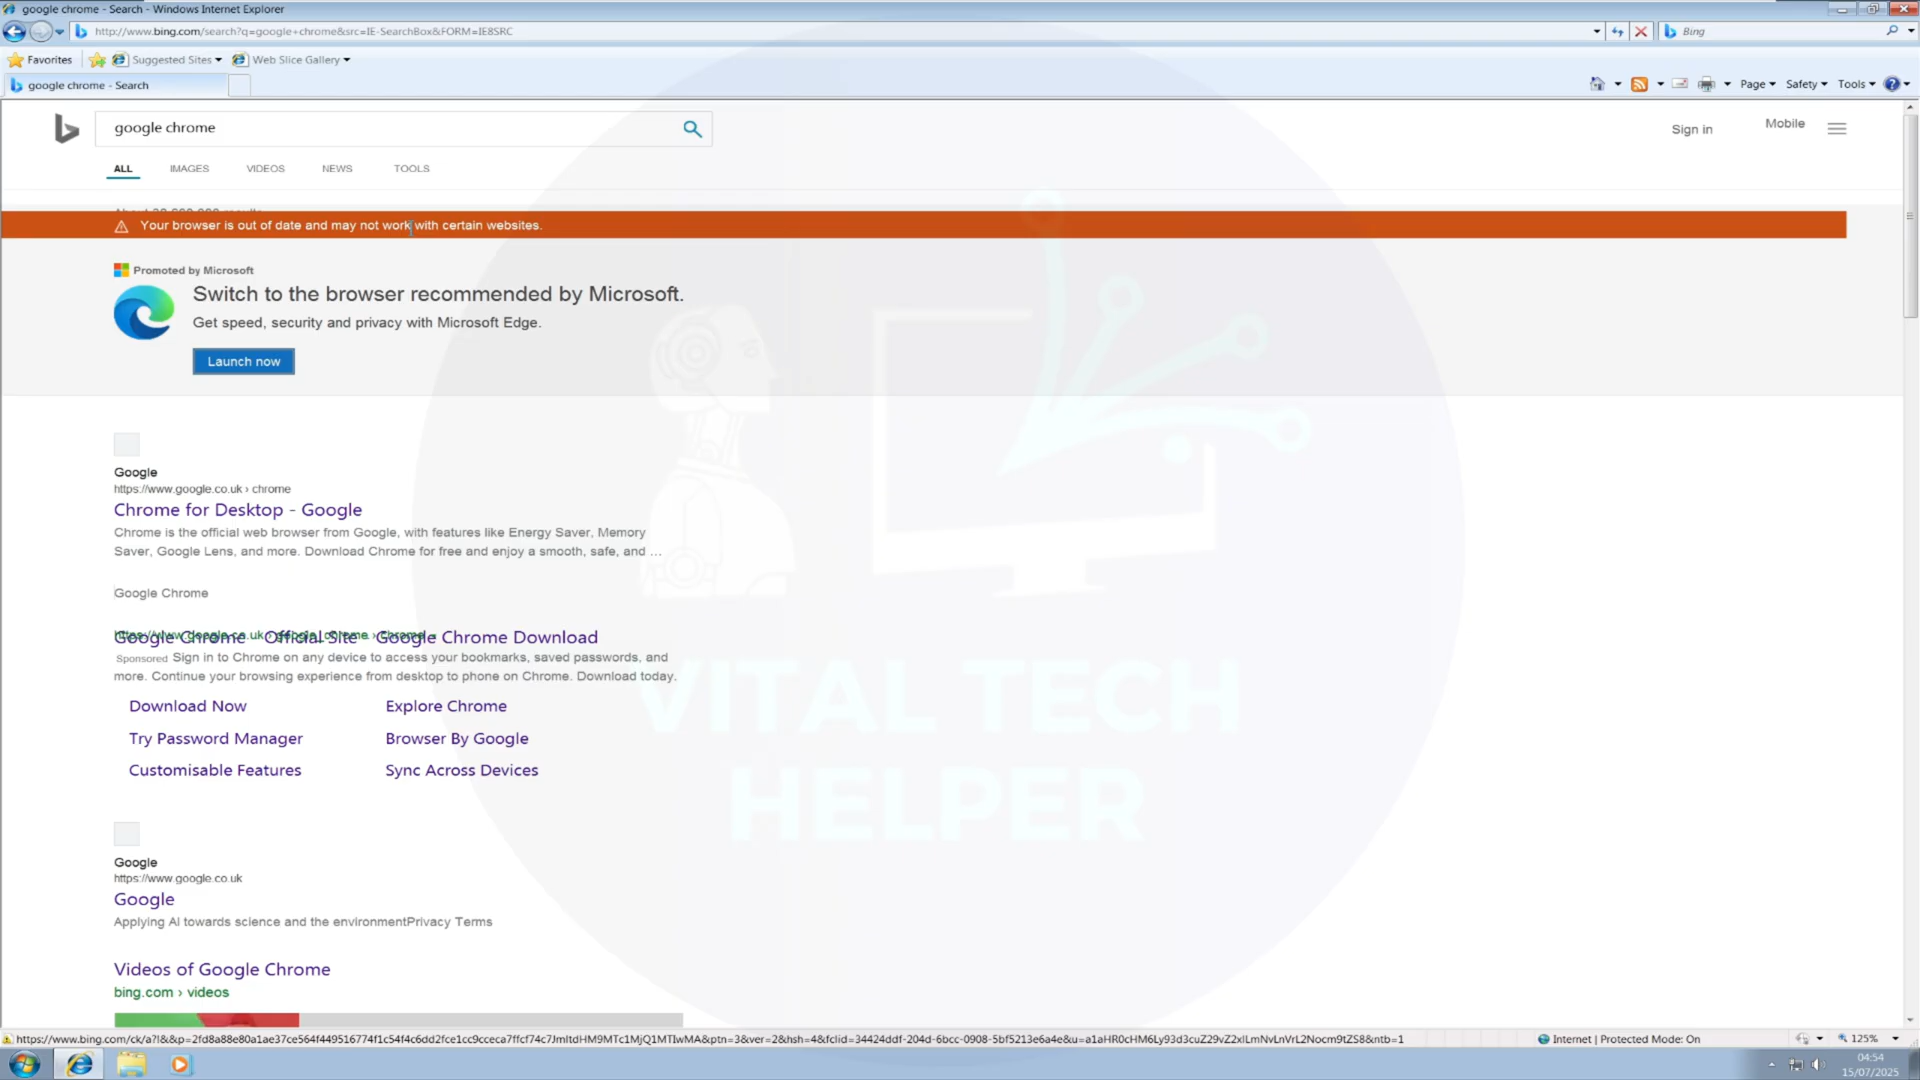 google chrome - Search - Windows Internet Explorer
http://www.bing.com/search?q=google+chrome&src=IE-SearchBox&FORM=IE8SRC
Bing
Favorites
Suggested Sites
Web Slice Gallery
google chrome - Search
Page
Safety
Tools
google chrome
Sign in
Mobile
ALL
IMAGES
VIDEOS
NEWS
TOOLS
Your browser is out of date and may not work with certain websites.
Promoted by Microsoft
Switch to the browser recommended by Microsoft.
Get speed, security and privacy with Microsoft Edge.
Launch now
Google
https://www.google.co.uk › chrome
Chrome for Desktop - Google
Chrome is the official web browser from Google, with features like Energy Saver, Memory
Saver, Google Lens, and more. Download Chrome for free and enjoy a smooth, safe, and ...
Google Chrome
Google Chrome - Official Site - Google Chrome Download
Sponsored Sign in to Chrome on any device to access your bookmarks, saved passwords, and
more. Continue your browsing experience from desktop to phone on Chrome. Download today.
Download Now
Explore Chrome
Try Password Manager
Browser By Google
Customisable Features
Sync Across Devices
VITAL TECH
HELPER
Google
https://www.google.co.uk
Google
Applying AI towards science and the environmentPrivacy Terms
Videos of Google Chrome
bing.com › videos
Internet | Protected Mode: On
125%
04:54
15/07/2025